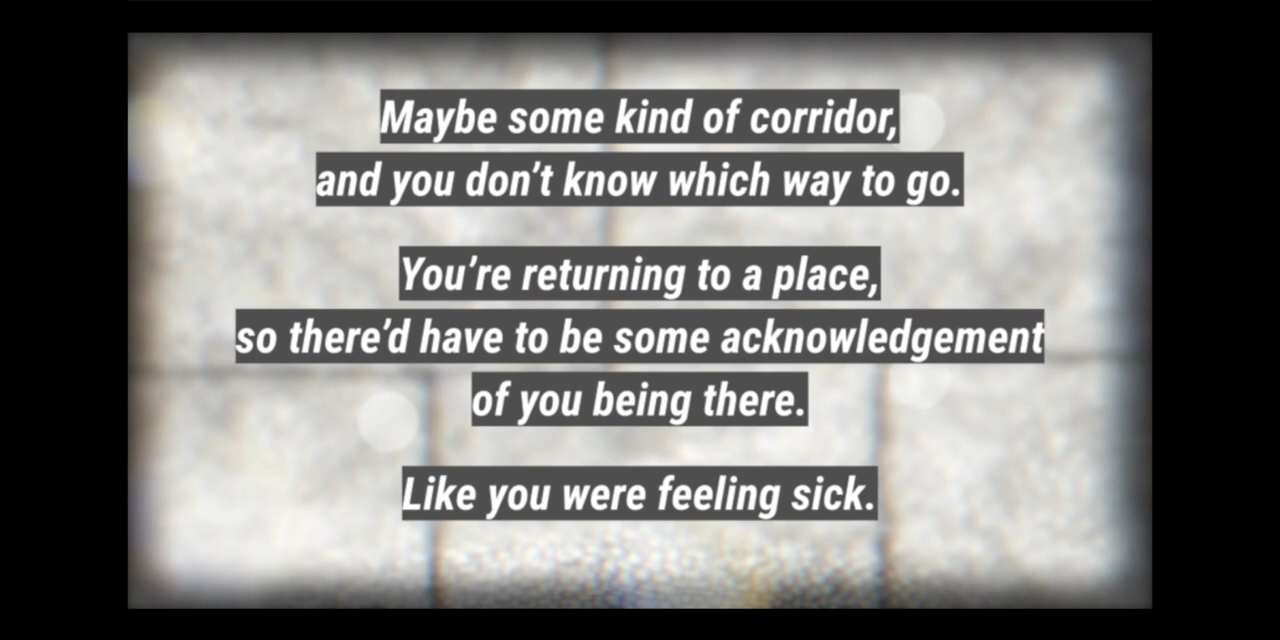 Maybe some kind of corridor,
and you don’t know which way to go.
You’re returning to a place,
so there’d have to be some acknowledgement
of you being there.
Like you were feeling sick.